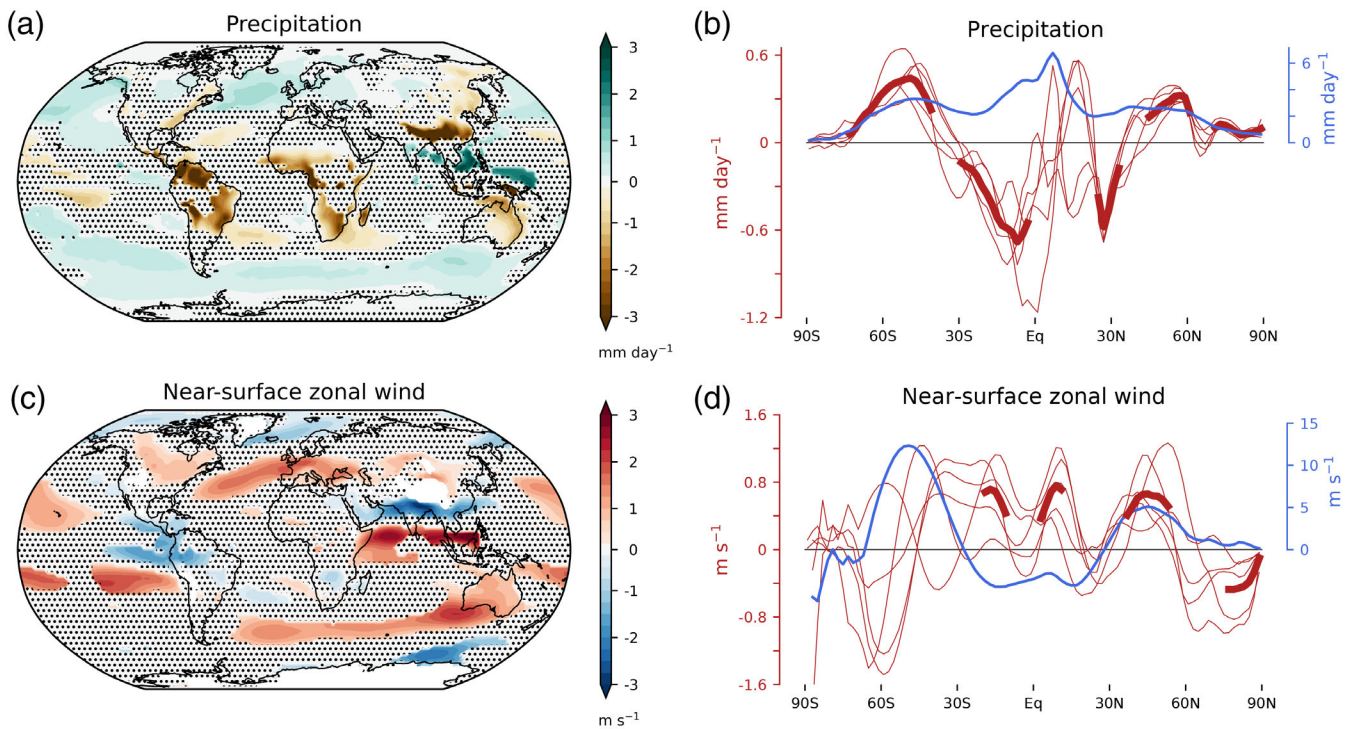 (a)
Precipitation
3
2
1
0
-1
-2
-3
mm day⁻¹
(b)
Precipitation
0.6
0
-0.6
-1.2
mm day⁻¹
6
3
0
mm day⁻¹
90S
60S
30S
Eq
30N
60N
90N
(c)
Near-surface zonal wind
3
2
1
0
-1
-2
-3
m s⁻¹
(d)
Near-surface zonal wind
1.6
0.8
0
-0.8
-1.6
m s⁻¹
15
10
5
0
m s⁻¹
90S
60S
30S
Eq
30N
60N
90N